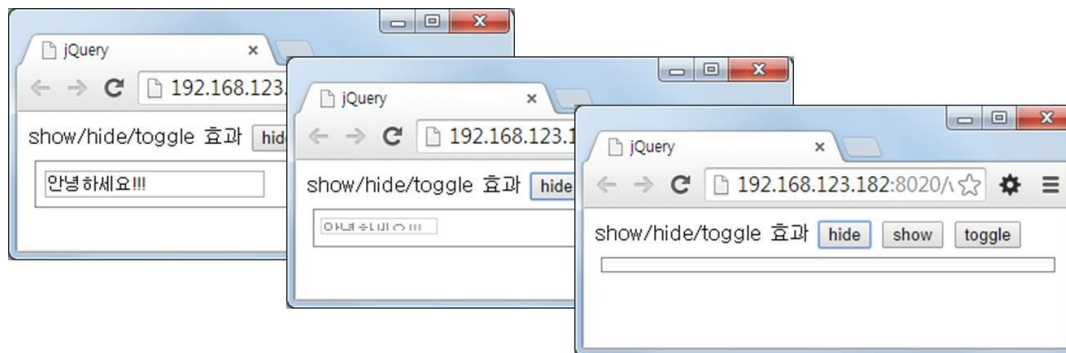 jQuery
192.168.123.
show/hide/toggle 효과 hid
안녕하세요!!!
jQuery
192.168.123.1
show/hide/toggle 효과 hide
jQuery
192.168.123.182:8020/
show/hide/toggle 효과 hide show toggle